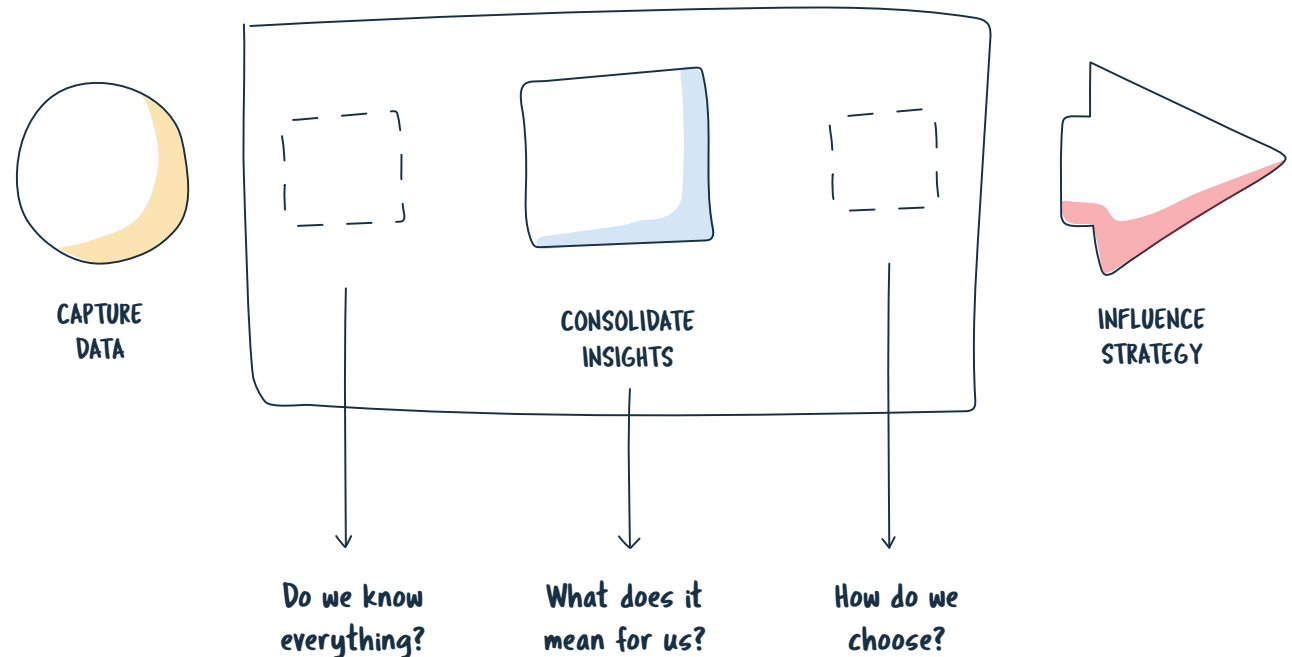 CAPTURE
DATA
CONSOLIDATE
INSIGHTS
INFLUENCE
STRATEGY
Do we know
everything?
What does it
mean for us?
How do we
choose?